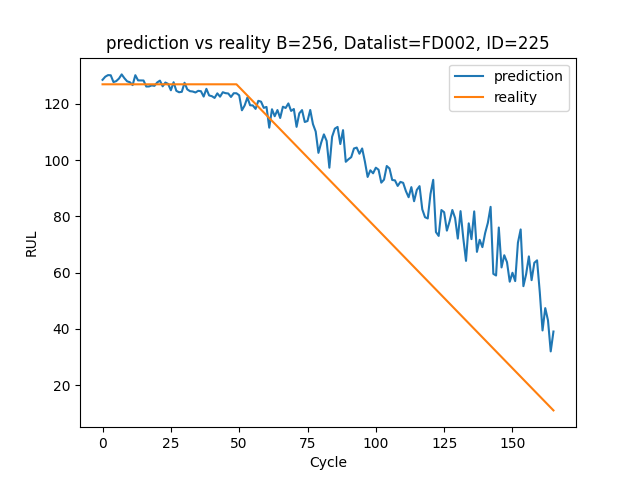 prediction vs reality B=256, Datalist=FD002, ID=225
prediction
reality
120
100
80
60
40
20
RUL
0 25 50 75 100 125 150
Cycle